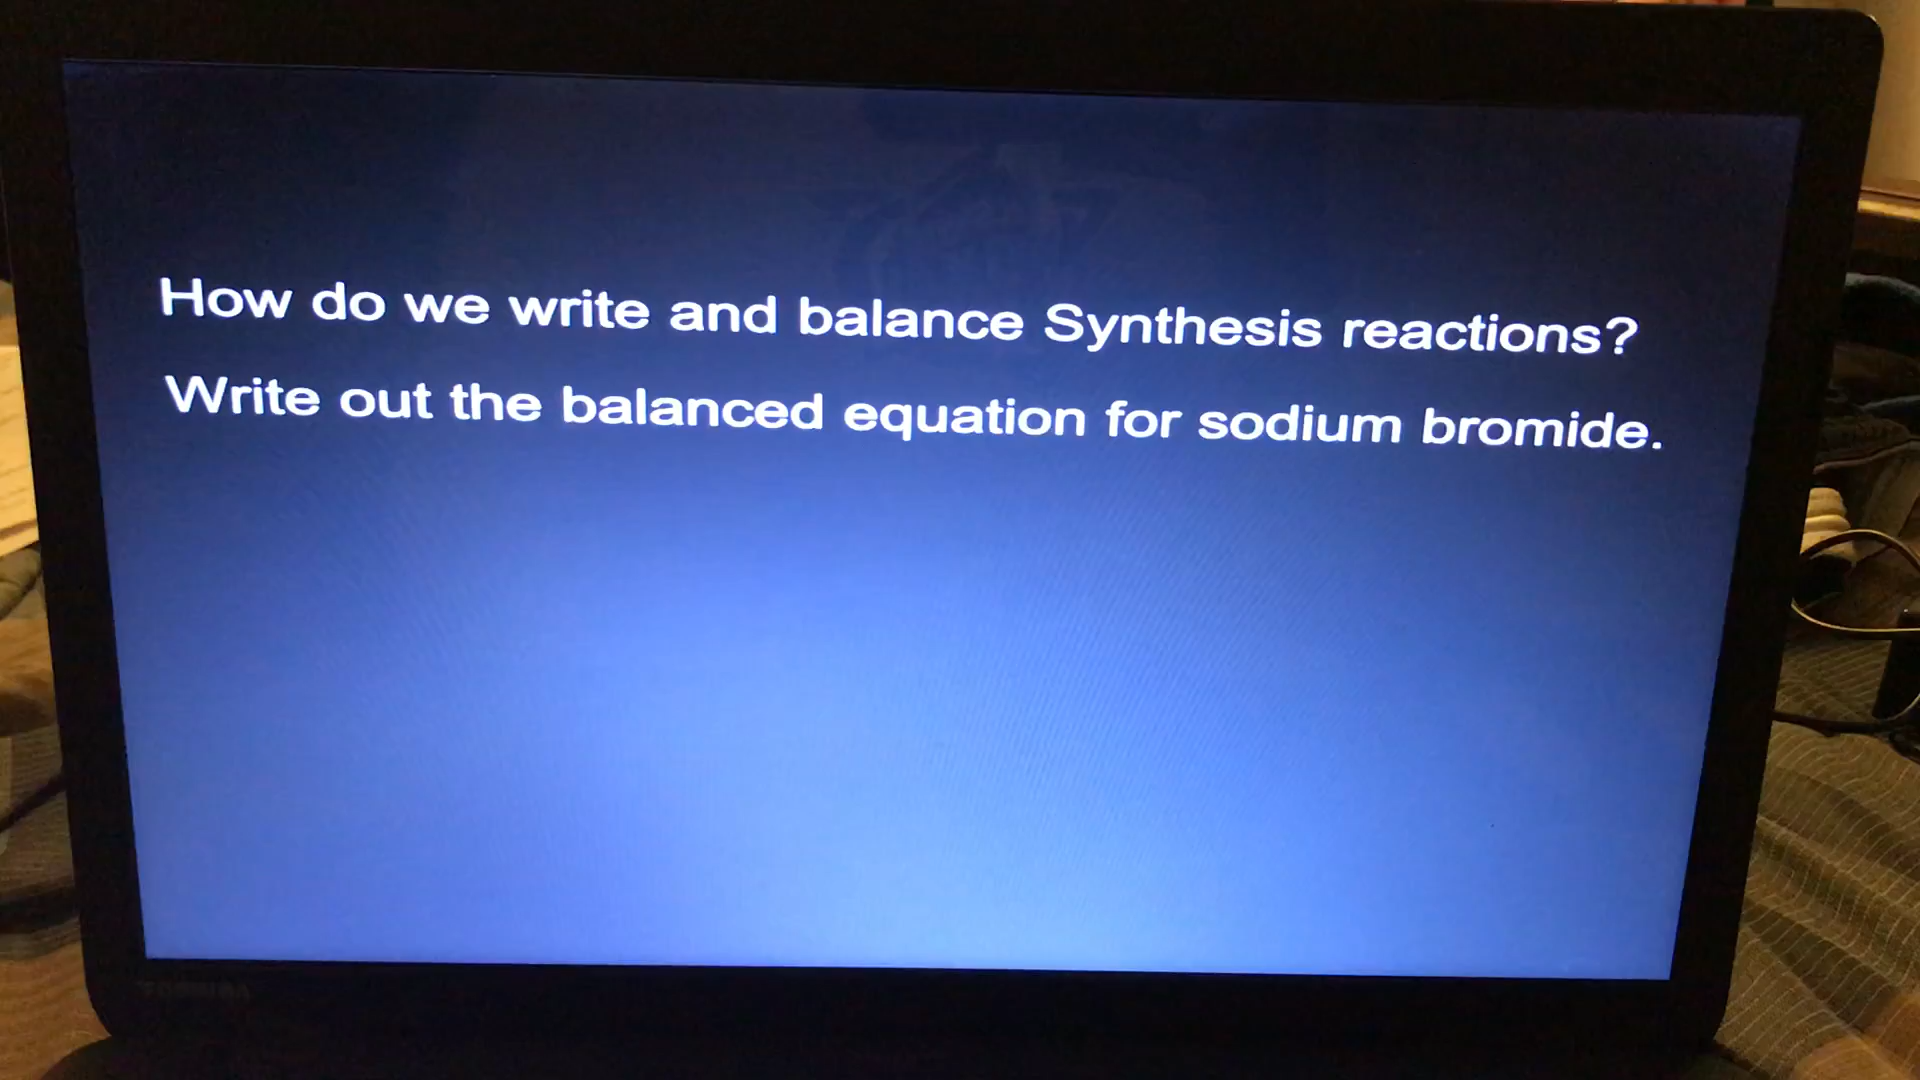 How do we write and balance Synthesis reactions?
Write out the balanced equation for sodium bromide.